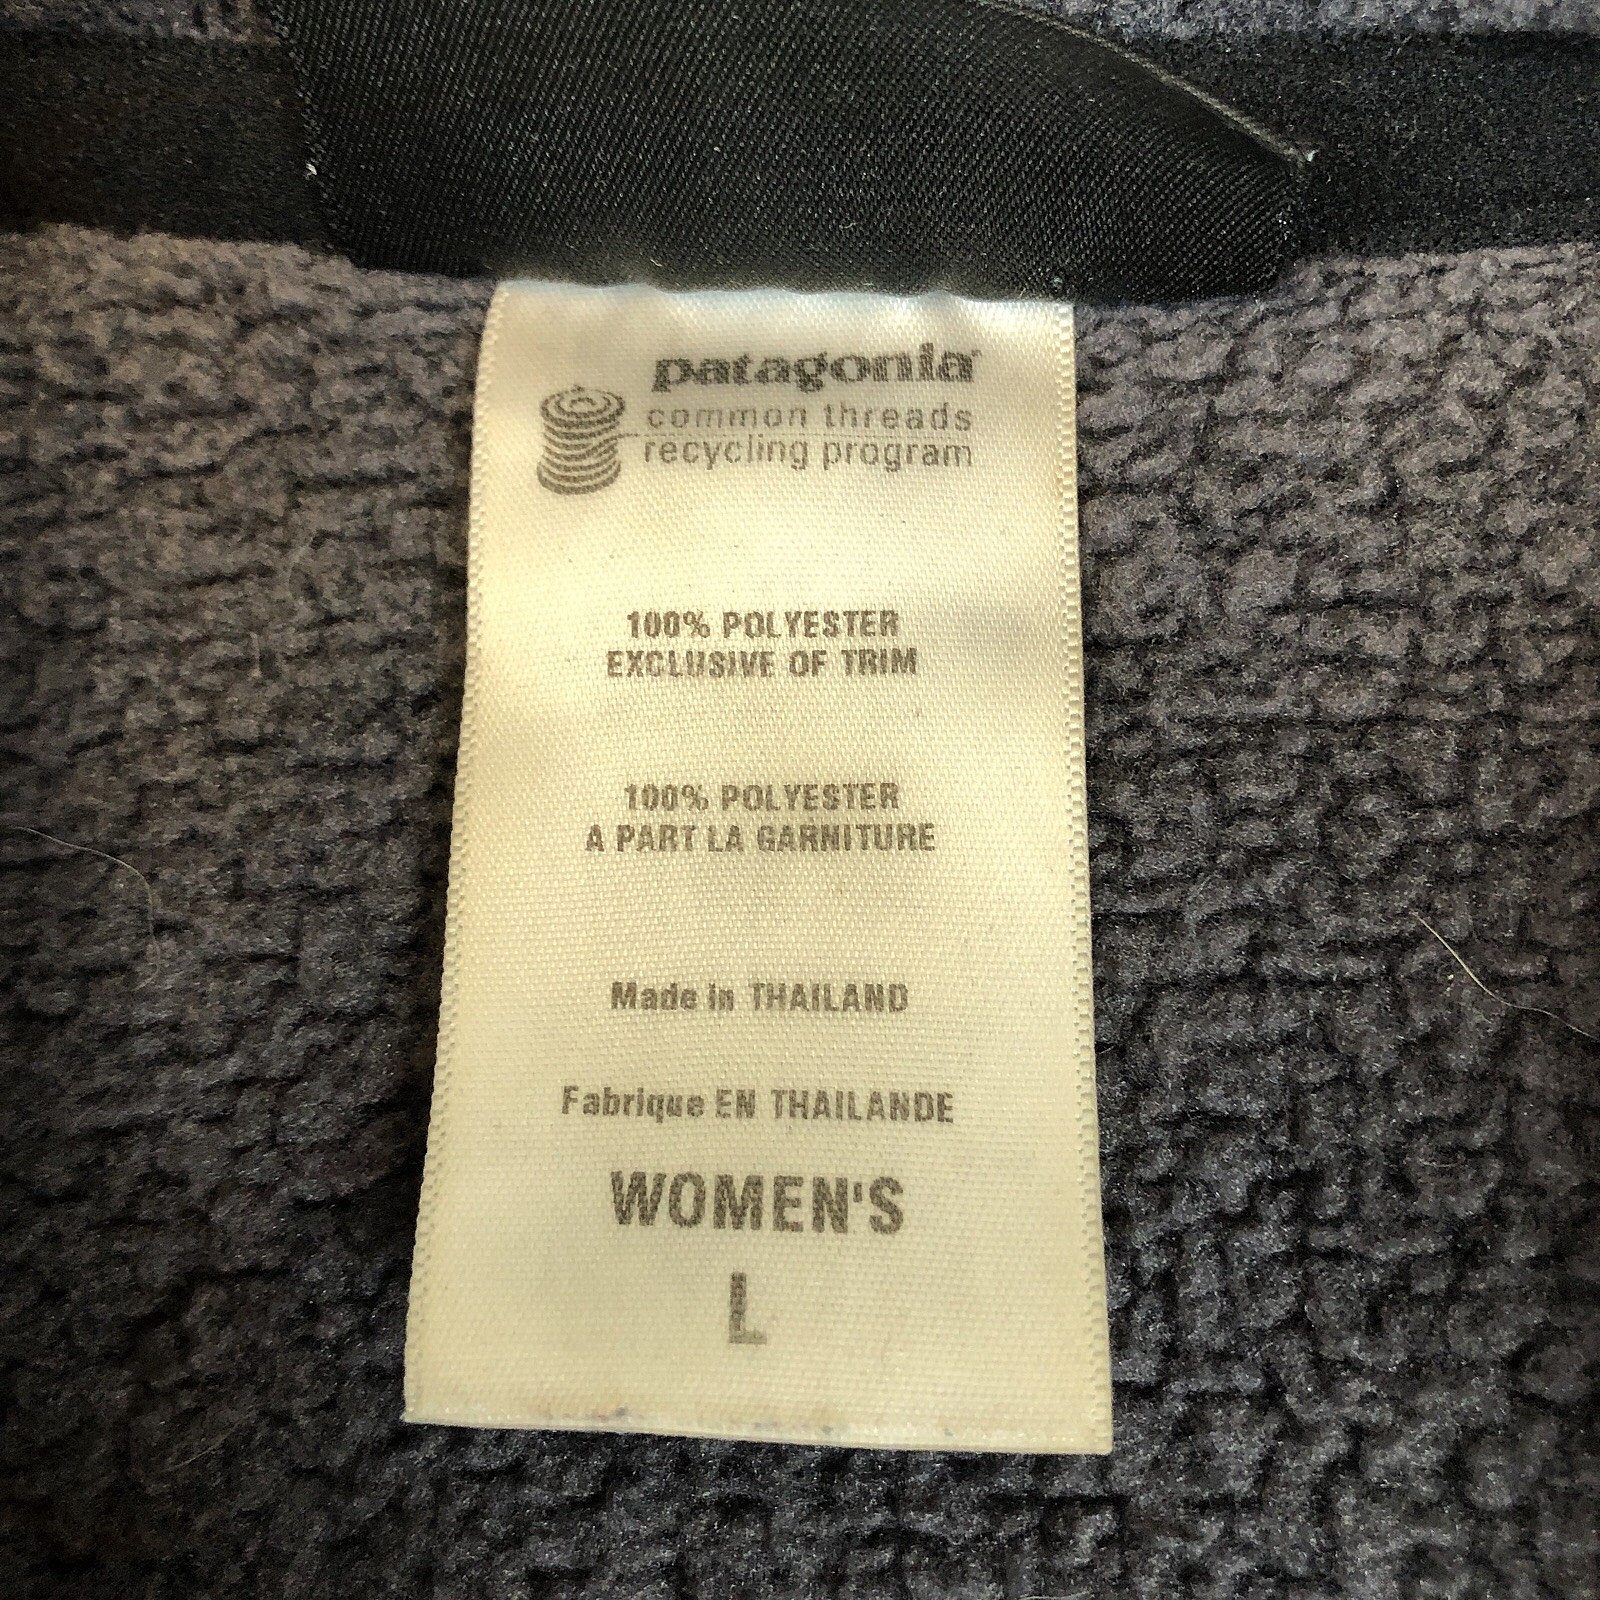 patagonia®
common threads
recycling program
100% POLYESTER
EXCLUSIVE OF TRIM
100% POLYESTER
A PART LA GARNITURE
Made in THAILAND
Fabrique EN THAILANDE
WOMEN'S
L